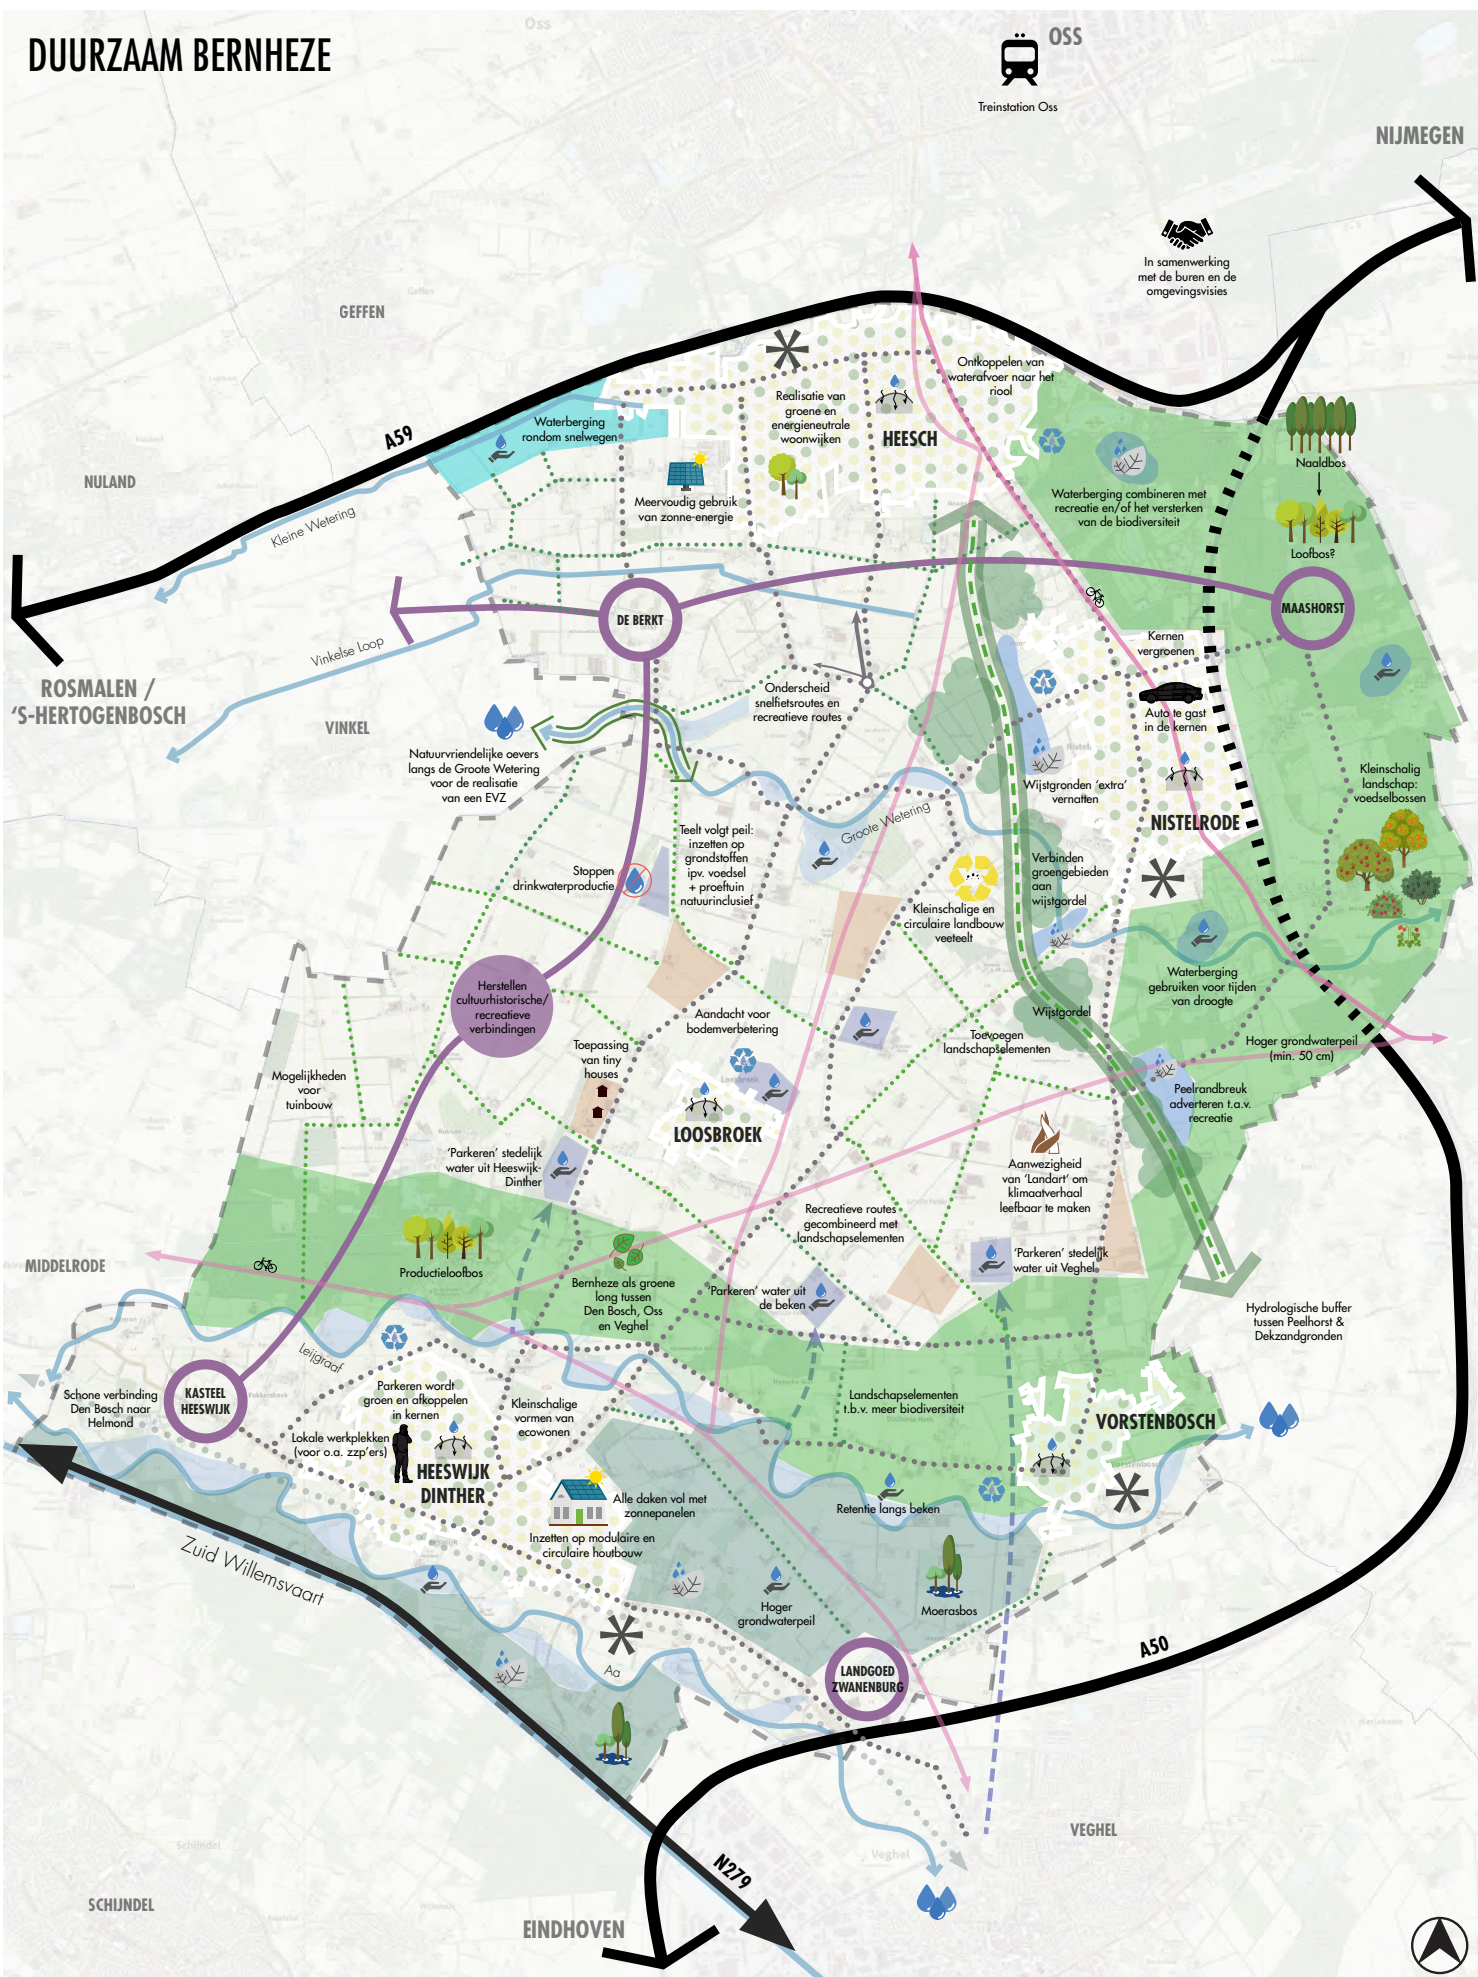 DUURZAAM BERNHEZE
Oss
OSS
Treinstation Oss
NIJMEGEN
In samenwerking
met de buren en de
omgevingsvisies
Geffen
GEFFEN
NULAND
A59
Kleine Wetering
Waterberging
rondom snelwegen
Realisatie van
groene en
energieneutrale
woonwijken
HEESCH
Ontkoppelen van
waterafvoer naar het
riool
Meervoudig gebruik
van zonne-energie
Waterberging combineren met
recreatie en/of het versterken
van de biodiversiteit
Naaldbos
Loofbos?
DE BERKT
MAASHORST
Vinkelse Loop
ROSMALEN /
'S-HERTOGENBOSCH
VINKEL
Kernen
vergroenen
Auto te gast
in de kernen
Onderscheid
snelfietsroutes en
recreatieve routes
Natuurvriendelijke oevers
langs de Groote Wetering
voor de realisatie
van een EVZ
Nistel
Wijstgronden 'extra'
vernatten
NISTELRODE
Kleinschalig
landschap:
voedselbossen
Groote Wetering
Teelt volgt peil:
inzetten op
grondstoffen
ipv. voedsel
+ proeftuin
natuurinclusief
Stoppen
drinkwaterproductie
Verbinden
groengebieden
aan
wijstgordel
Kleinschalige en
circulaire landbouw
veeteelt
Waterberging
gebruiken voor tijden
van droogte
Herstellen
cultuurhistorische/
recreatieve
verbindingen
Aandacht voor
bodemverbetering
Wijstgordel
Toevoegen
landschapselementen
Hoger grondwaterpeil
(min. 50 cm)
Toepassing
van tiny
houses
Mogelijkheden
voor
tuinbouw
Loosbroek
LOOSBROEK
Peelrandbreuk
adverteren t.a.v.
recreatie
'Parkeren' stedelijk
water uit Heeswijk-
Dinther
Aanwezigheid
van 'Landart' om
klimaatverhaal
leefbaar te maken
Recreatieve routes
gecombineerd met
landschapselementen
'Parkeren' stedelijk
water uit Veghel
MIDDELRODE
Productieloofbos
Bernheze als groene
long tussen
Den Bosch, Oss
en Veghel
'Parkeren' water uit
de beken
Hydrologische buffer
tussen Peelhorst &
Dekzandgronden
Leijgraaf
KASTEEL
HEESWIJK
Schone verbinding
Den Bosch naar
Helmond
Parkeren wordt
groen en afkoppelen
in kernen
Kleinschalige
vormen van
ecowonen
Lokale werkplekken
(voor o.a. zzp'ers)
HEESWIJK
DINTHER
Landschapselementen
t.b.v. meer biodiversiteit
VORSTENBOSCH
Vorstenbosch
Alle daken vol met
zonnepanelen
Retentie langs beken
Inzetten op modulaire en
circulaire houtbouw
Zuid Willemsvaart
Hoger
grondwaterpeil
Moerasbos
A50
Aa
LANDGOED
ZWANENBURG
VEGHEL
Veghel
N279
Schijndel
SCHIJNDEL
EINDHOVEN